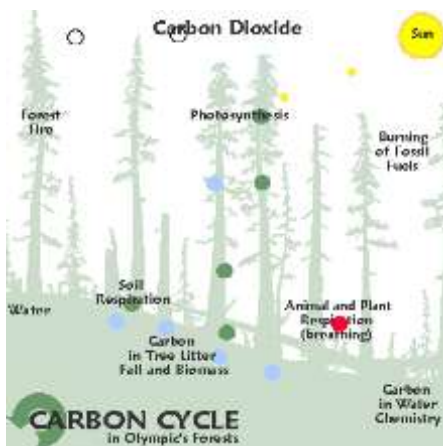 Carbon Dioxide
Sun
Forest
Fire
Photosynthesis
Burning
of Fossil
Fuels
Soil
Respiration
Water
Animal and Plant
Respiration
(breathing)
Carbon
in Tree Litter
Fall and Biomass
Carbon
in Water
Chemistry
CARBON CYCLE
in Olympic's Forests